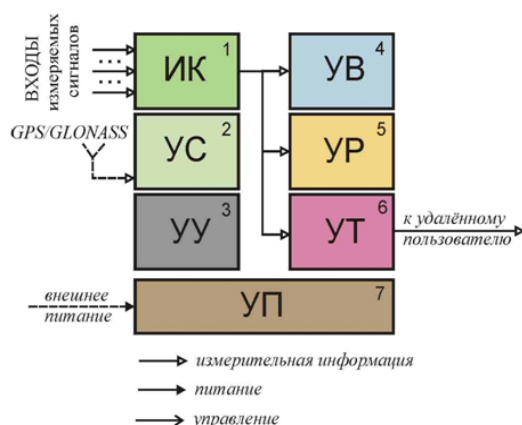 ВХОДЫ
измеряемых
сигналов
ИК 1
УВ 4
GPS/GLONASS
УС 2
УР 5
УУ 3
УТ 6
к удалённому
пользователю
внешнее
питание
УП 7
измерительная информация
питание
управление